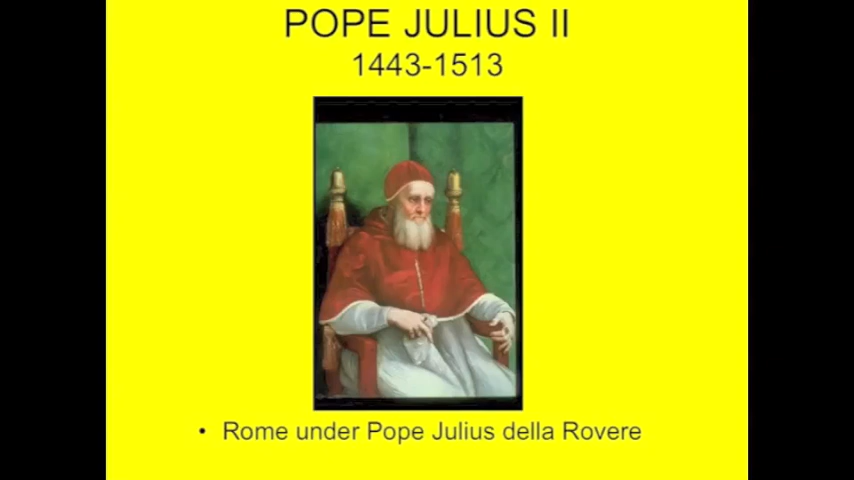 POPE JULIUS II
1443-1513
• Rome under Pope Julius della Rovere